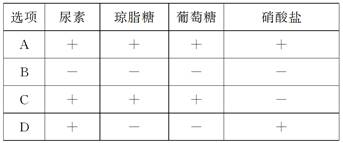 选项 尿素 琼脂糖 葡萄糖 硝酸盐
A + + + +
B − − − −
C + + + −
D + − − +